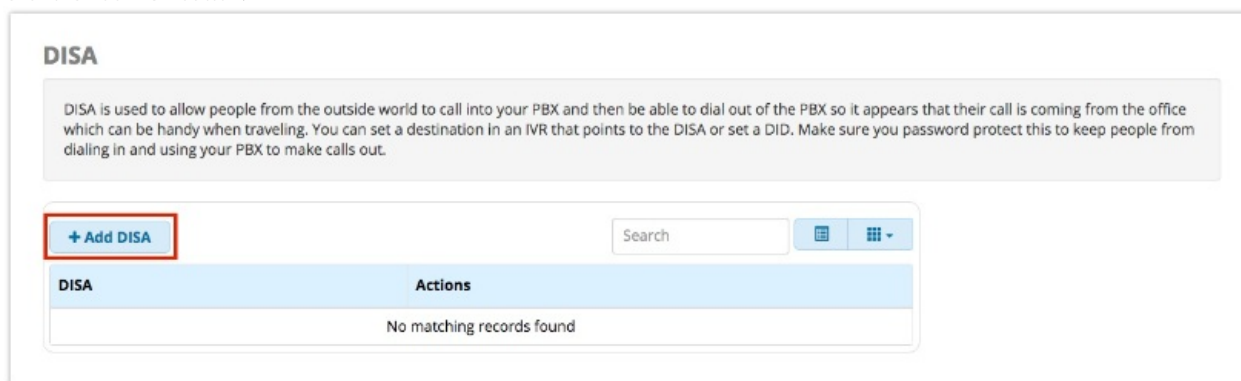 DISA
DISA is used to allow people from the outside world to call into your PBX and then be able to dial out of the PBX so it appears that their call is coming from the office
which can be handy when traveling. You can set a destination in an IVR that points to the DISA or set a DID. Make sure you password protect this to keep people from
dialing in and using your PBX to make calls out.
+ Add DISA
Search
DISA Actions
No matching records found